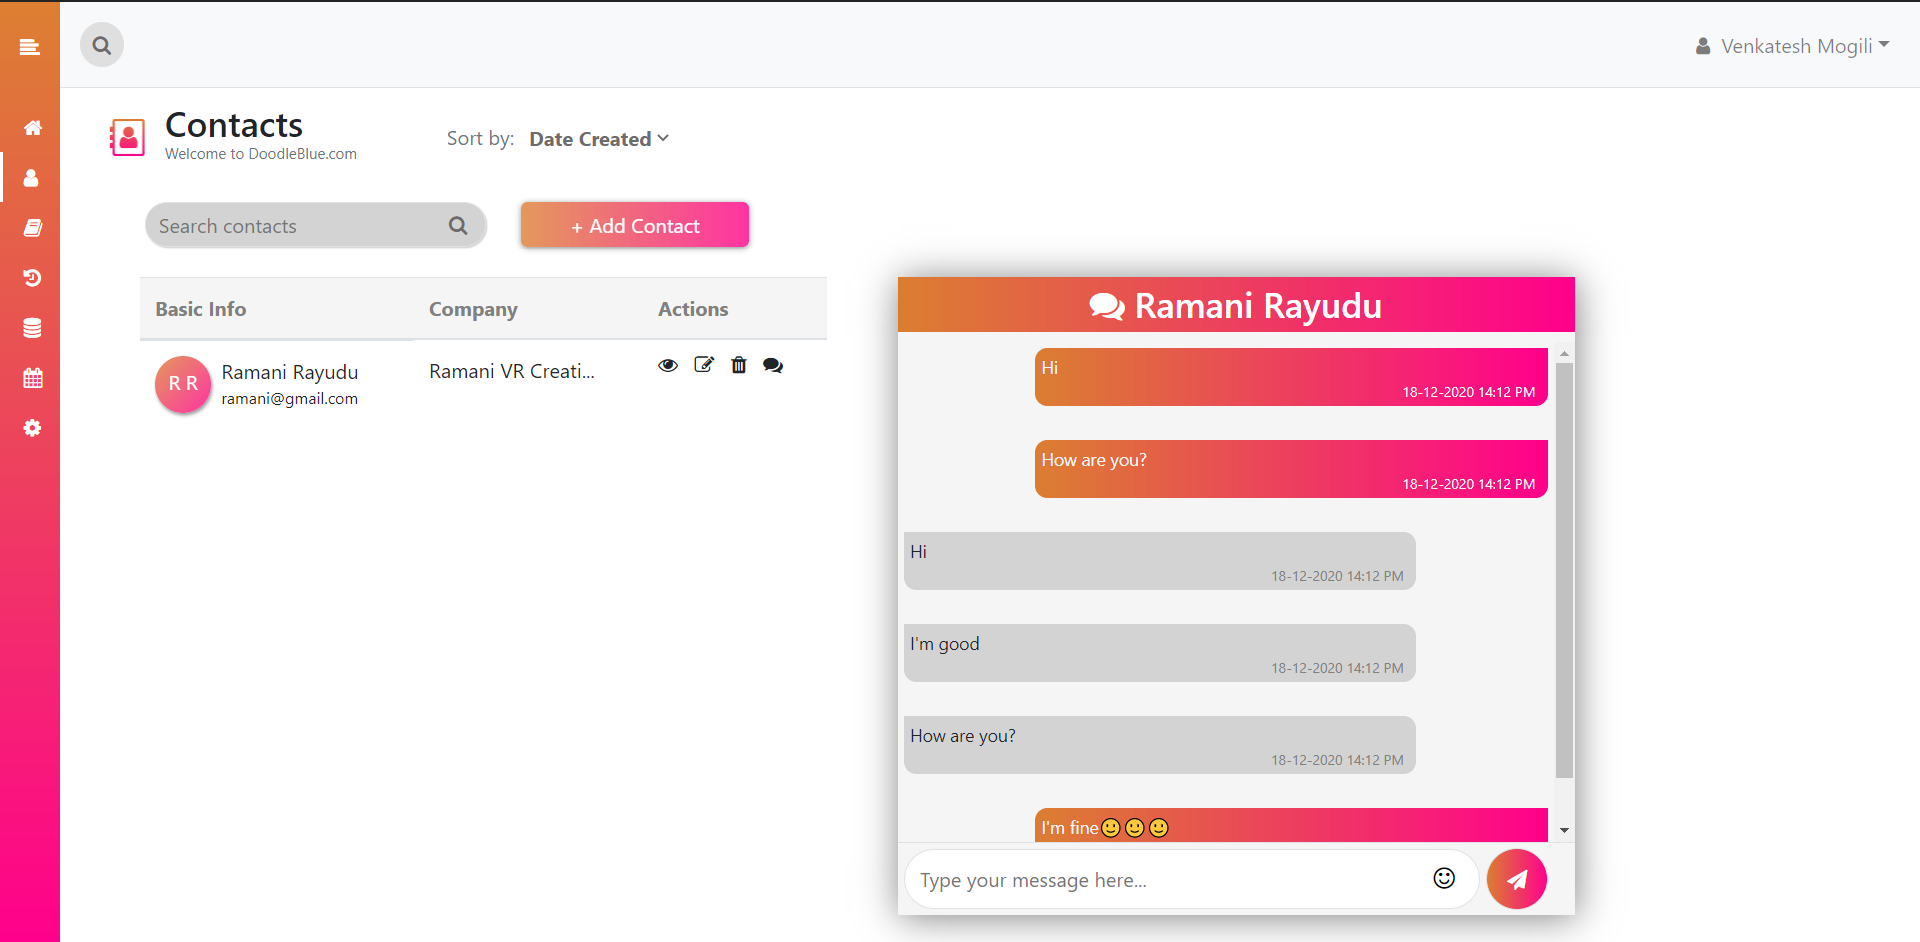 Venkatesh Mogili
Contacts
Welcome to DoodleBlue.com
Sort by: Date Created
Search contacts
+ Add Contact
Basic Info Company Actions
R R
Ramani Rayudu
ramani@gmail.com
Ramani VR Creati...
Ramani Rayudu
Hi
18-12-2020 14:12 PM
How are you?
18-12-2020 14:12 PM
Hi
18-12-2020 14:12 PM
I'm good
18-12-2020 14:12 PM
How are you?
18-12-2020 14:12 PM
I'm fine🙂🙂🙂
Type your message here...